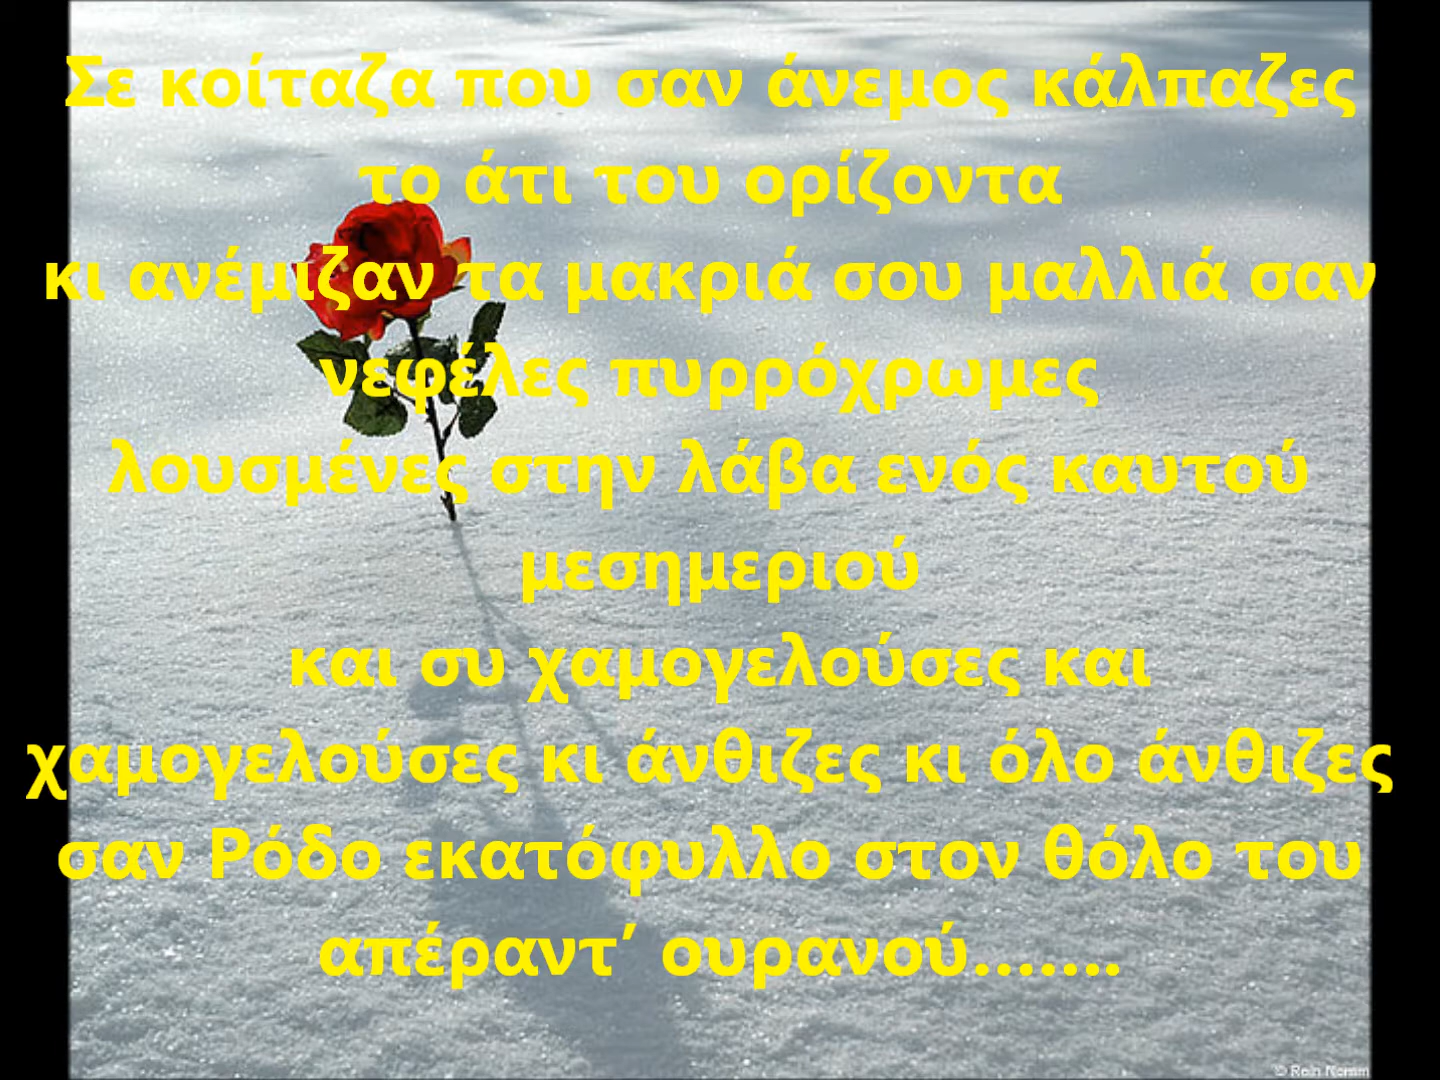 Σε κοίταζα που σαν άνεμος κάλπαζες
το άτι του ορίζοντα
κι ανέμιζαν τα μακριά σου μαλλιά σαν
νεφέλες πυρρόχρωμες
λουσμένες στην λάβα ενός καυτού
μεσημεριού
και συ χαμογελούσες και
χαμογελούσες κι άνθιζες κι όλο άνθιζες
σαν Ρόδο εκατόφυλλο στον θόλο του
απέραντ΄ ουρανού.......
© Rein Nomm